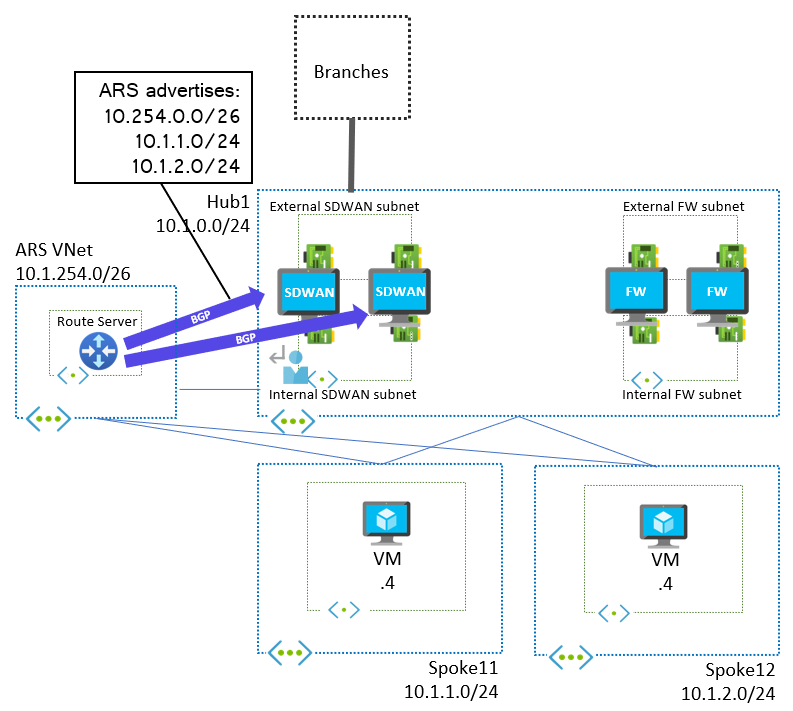 Branches
ARS advertises:
10.254.0.0/26
10.1.1.0/24
10.1.2.0/24
Hub1
10.1.0.0/24
External SDWAN subnet
External FW subnet
ARS VNet
10.1.254.0/26
SDWAN
SDWAN
FW
FW
Route Server
BGP
BGP
Internal SDWAN subnet
Internal FW subnet
VM
.4
VM
.4
Spoke11
10.1.1.0/24
Spoke12
10.1.2.0/24